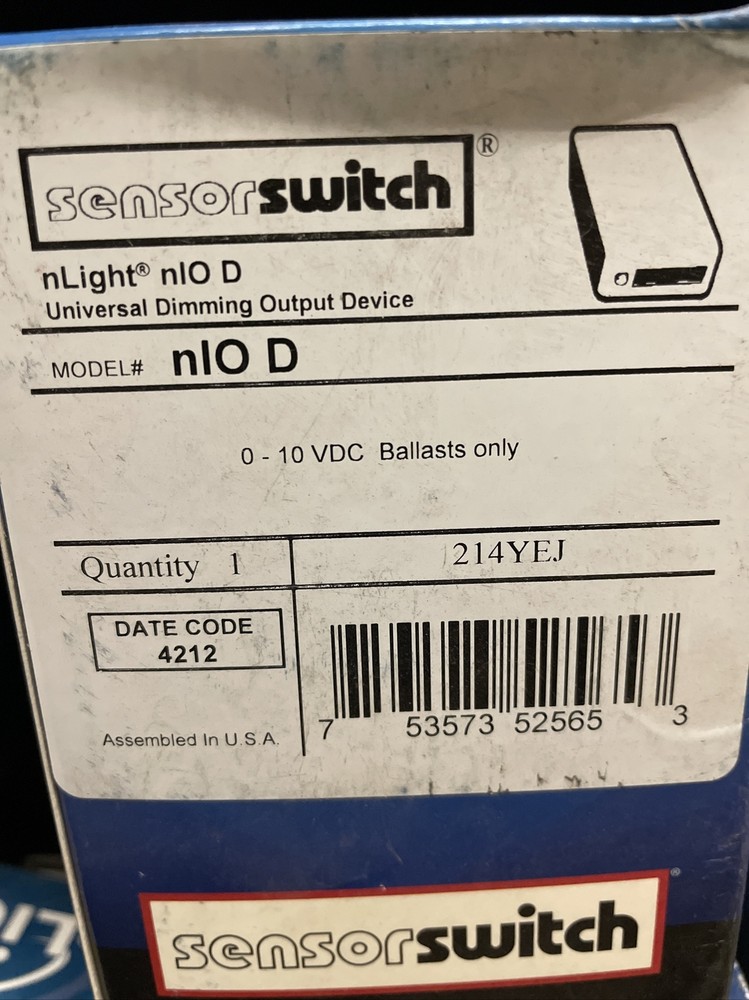 sensorswitch®
nLight® nIO D
Universal Dimming Output Device
MODEL# nIO D
0 - 10 VDC Ballasts only
Quantity 1
214YEJ
DATE CODE
4212
Assembled In U.S.A.
7 53573 52565 3
sensorswitch®